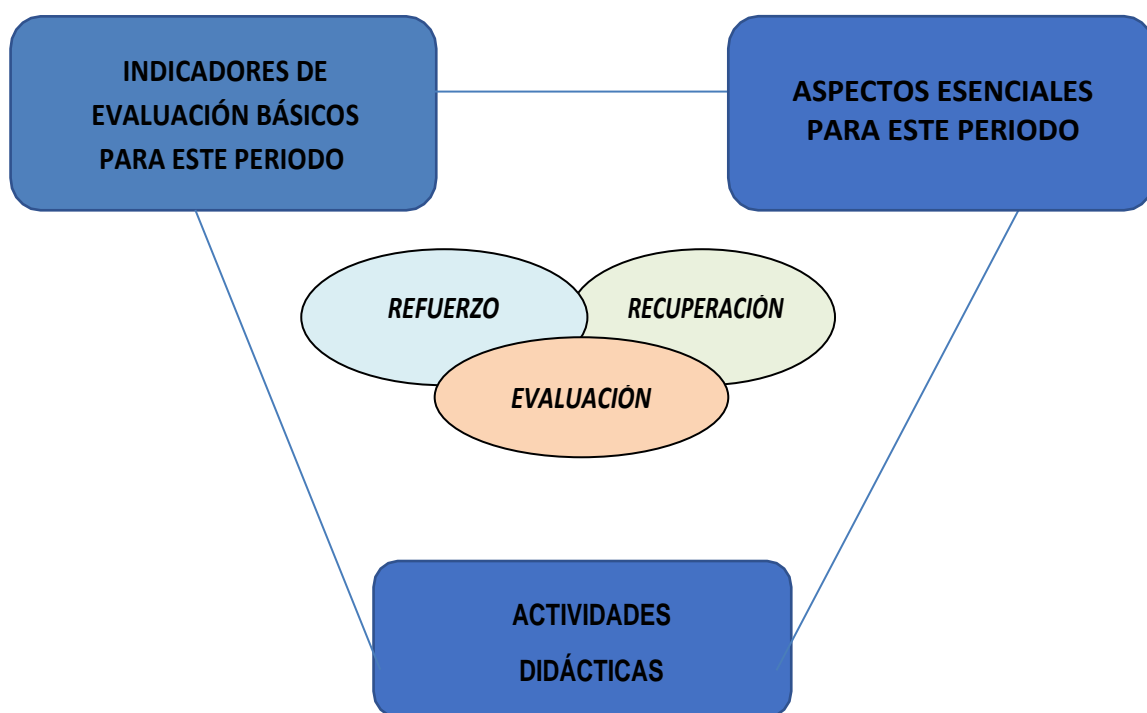 INDICADORES DE
EVALUACIÓN BÁSICOS
PARA ESTE PERIODO
ASPECTOS ESENCIALES
PARA ESTE PERIODO
REFUERZO
RECUPERACIÓN
EVALUACIÓN
ACTIVIDADES
DIDÁCTICAS